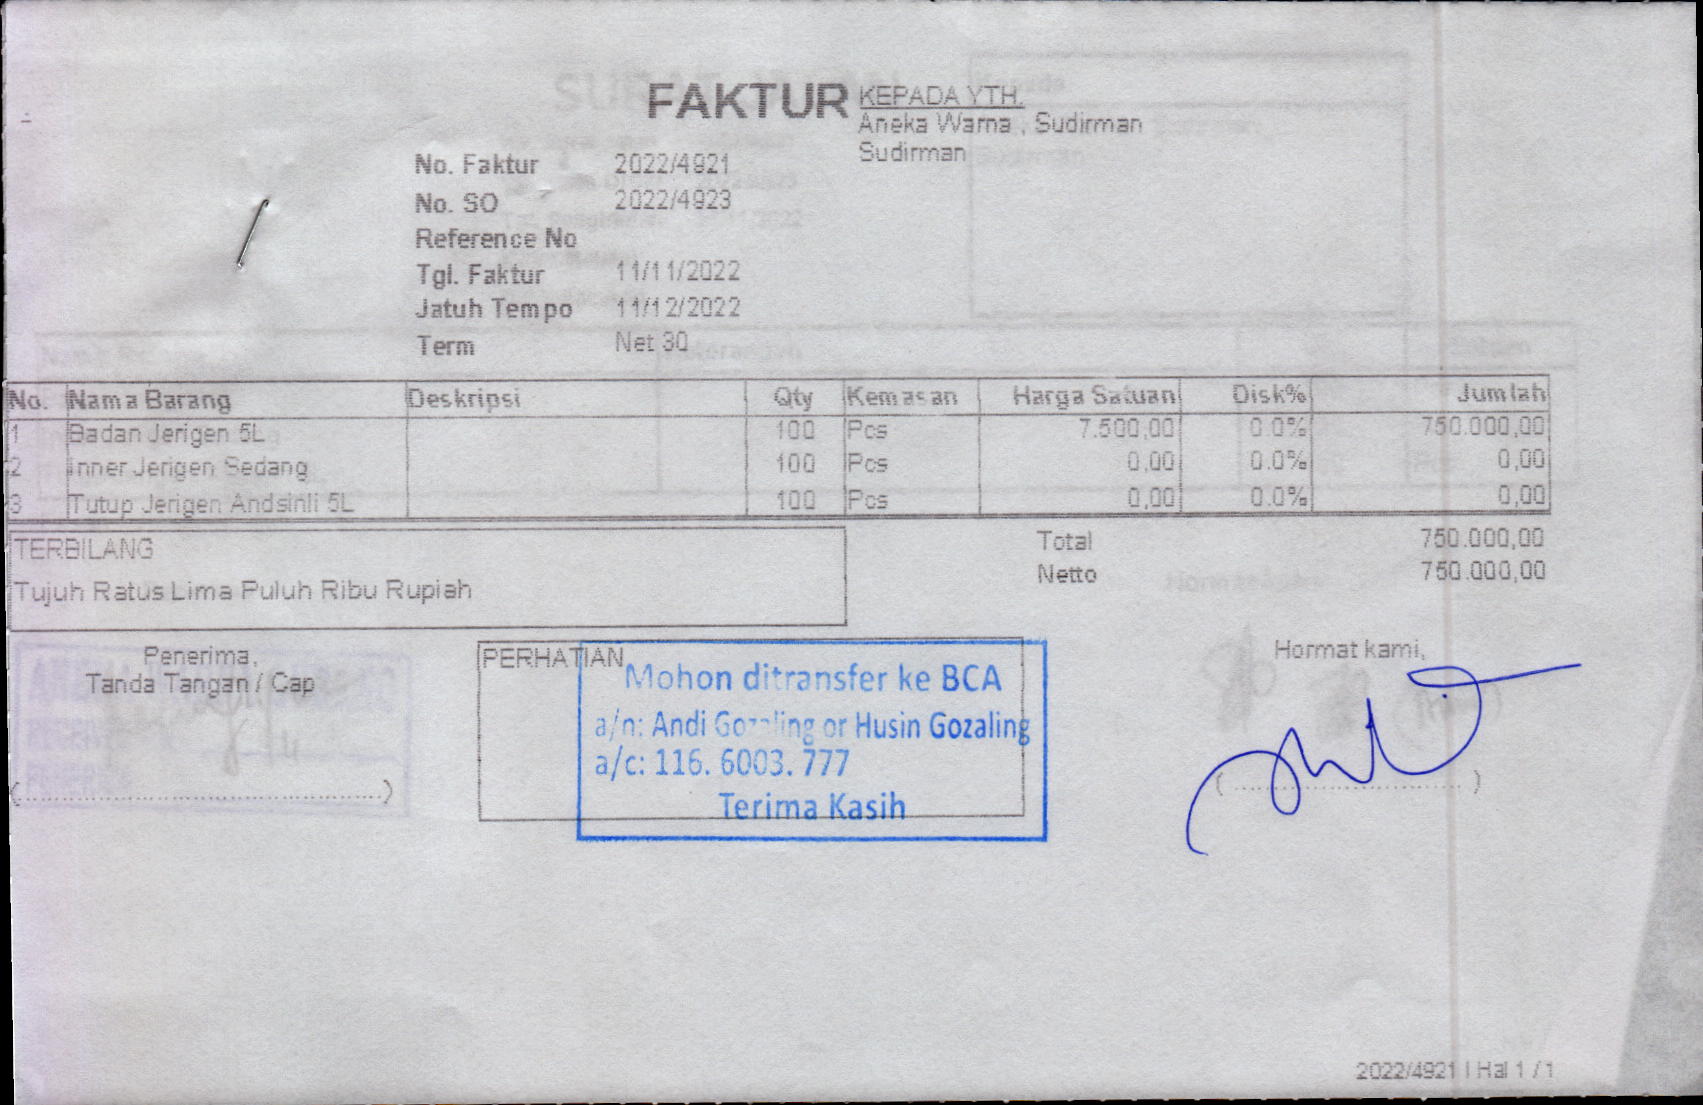 FAKTUR
KEPADA YTH.
Aneka Warna , Sudirman
Sudirman
No. Faktur 2022/4921
No. SO 2022/4923
Reference No
Tgl. Faktur 11/11/2022
Jatuh Tempo 11/12/2022
Term Net 30
No. Nama Barang Deskripsi Qty Kemasan Harga Satuan Disk% Jumlah
1 Badan Jerigen 5L 100 Pcs 7.500,00 0.0% 750.000,00
2 Inner Jerigen Sedang 100 Pcs 0,00 0.0% 0,00
3 Tutup Jerigen Andsinli 5L 100 Pcs 0,00 0.0% 0,00
TERBILANG
Tujuh Ratus Lima Puluh Ribu Rupiah
Total 750.000,00
Netto 750.000,00
Penerima,
Tanda Tangan / Cap
(....................................................)
PERHATIAN
Mohon ditransfer ke BCA
a/n: Andi Gozaling or Husin Gozaling
a/c: 116. 6003. 777
Terima Kasih
Hormat kami,
(.................................)
2022/4921 | Hal 1 / 1